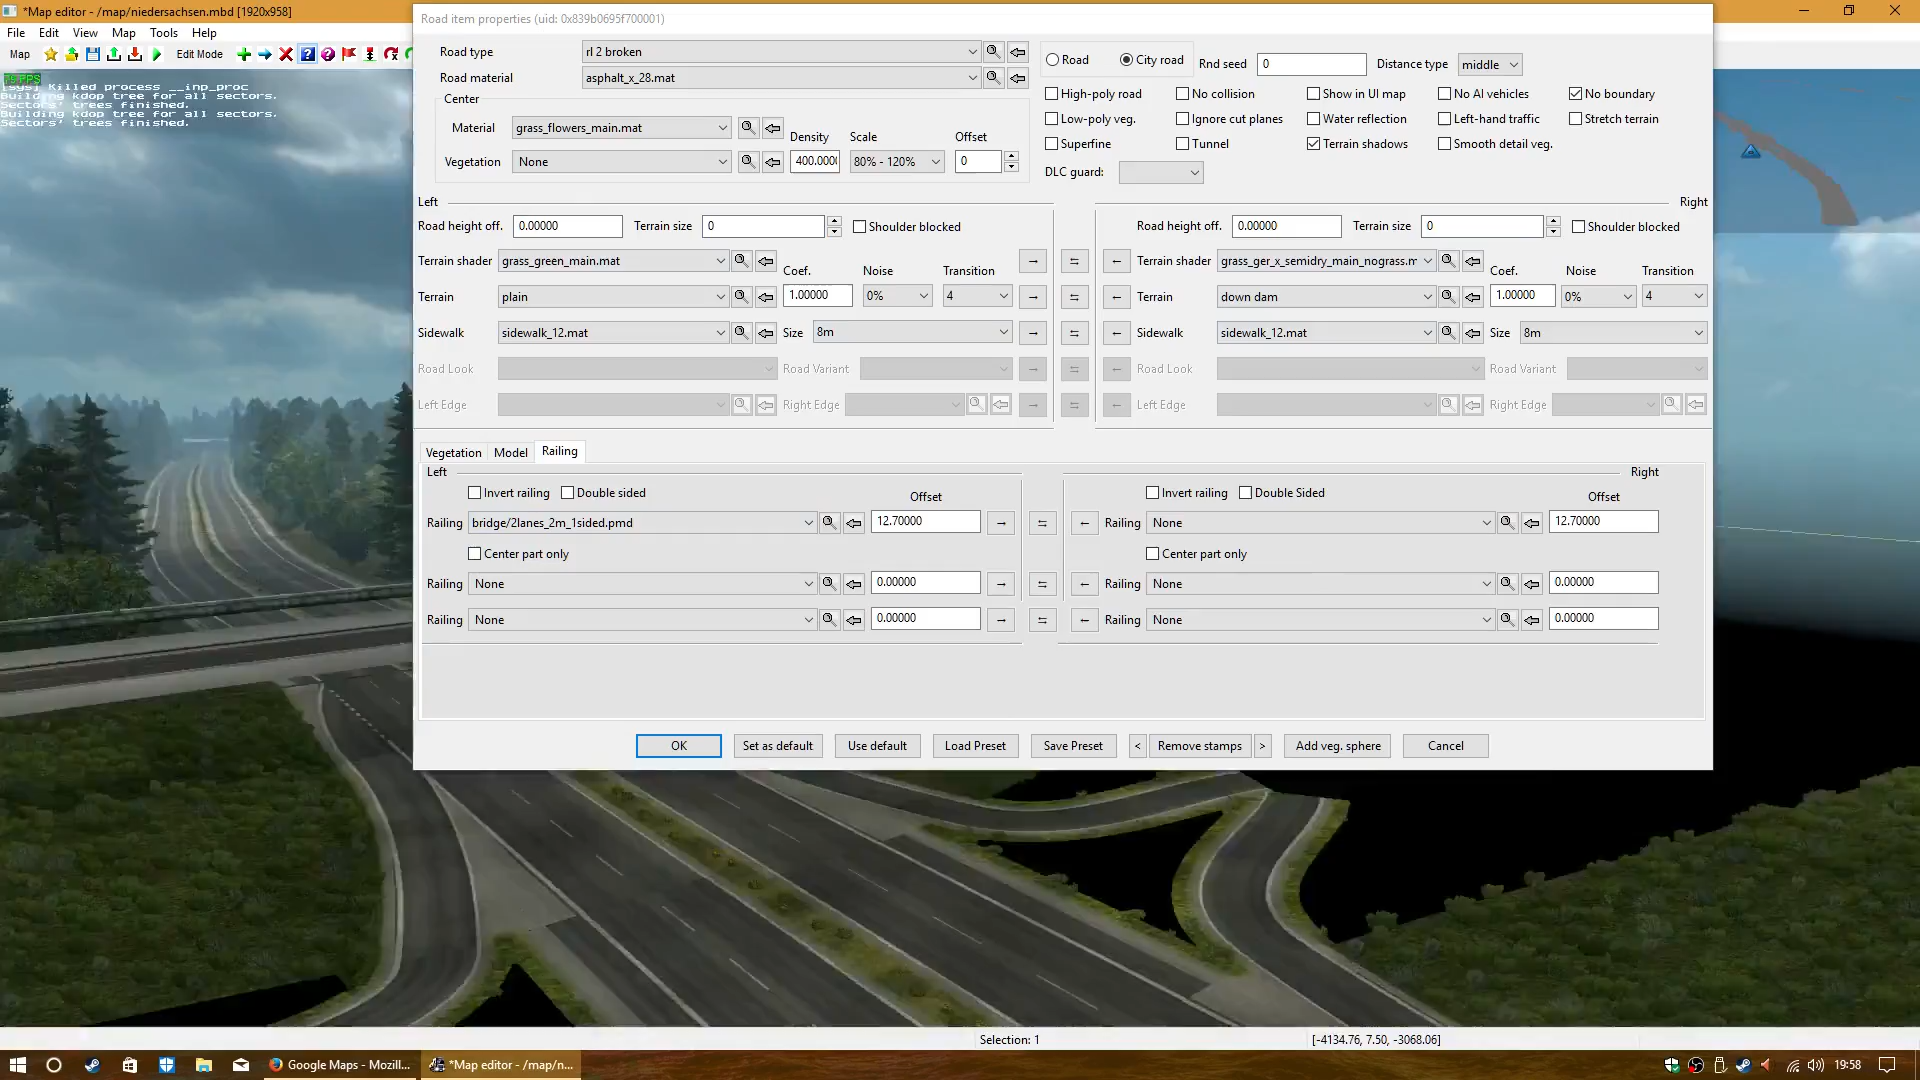 *Map editor - /map/niedersachsen.mbd [1920x958]
File Edit View Map Tools Help
Map Edit Mode
[sys] Killed process __inp_proc
Building kdop tree for all sectors.
Sectors' trees finished.
Building kdop tree for all sectors.
Sectors' trees finished.
Road item properties (uid: 0x839b0695f700001)
Road type rl 2 broken
Road material asphalt_x_28.mat
Road City road Rnd seed 0 Distance type middle
High-poly road No collision Show in UI map No AI vehicles No boundary
Low-poly veg. Ignore cut planes Water reflection Left-hand traffic Stretch terrain
Superfine Tunnel Terrain shadows Smooth detail veg.
DLC guard:
Center
Material grass_flowers_main.mat Density Scale Offset
Vegetation None 400.000 80% - 120% 0
Left
Road height off. 0.00000 Terrain size 0 Shoulder blocked
Terrain shader grass_green_main.mat Coef. Noise Transition
Terrain plain 1.00000 0% 4
Sidewalk sidewalk_12.mat Size 8m
Road Look Road Variant
Left Edge Right Edge
Right
Road height off. 0.00000 Terrain size 0 Shoulder blocked
Terrain shader grass_ger_x_semidry_main_nograss.m Coef. Noise Transition
Terrain down dam 1.00000 0% 4
Sidewalk sidewalk_12.mat Size 8m
Road Look Road Variant
Left Edge Right Edge
Vegetation Model Railing
Left
Invert railing Double sided Offset
Railing bridge/2lanes_2m_1sided.pmd 12.70000
Center part only
Railing None 0.00000
Railing None 0.00000
Right
Invert railing Double Sided Offset
Railing None 12.70000
Center part only
Railing None 0.00000
Railing None 0.00000
OK Set as default Use default Load Preset Save Preset < Remove stamps > Add veg. sphere Cancel
Selection: 1 [-4134.76, 7.50, -3068.06]
Google Maps - Mozill... *Map editor - /map/n... 19:58